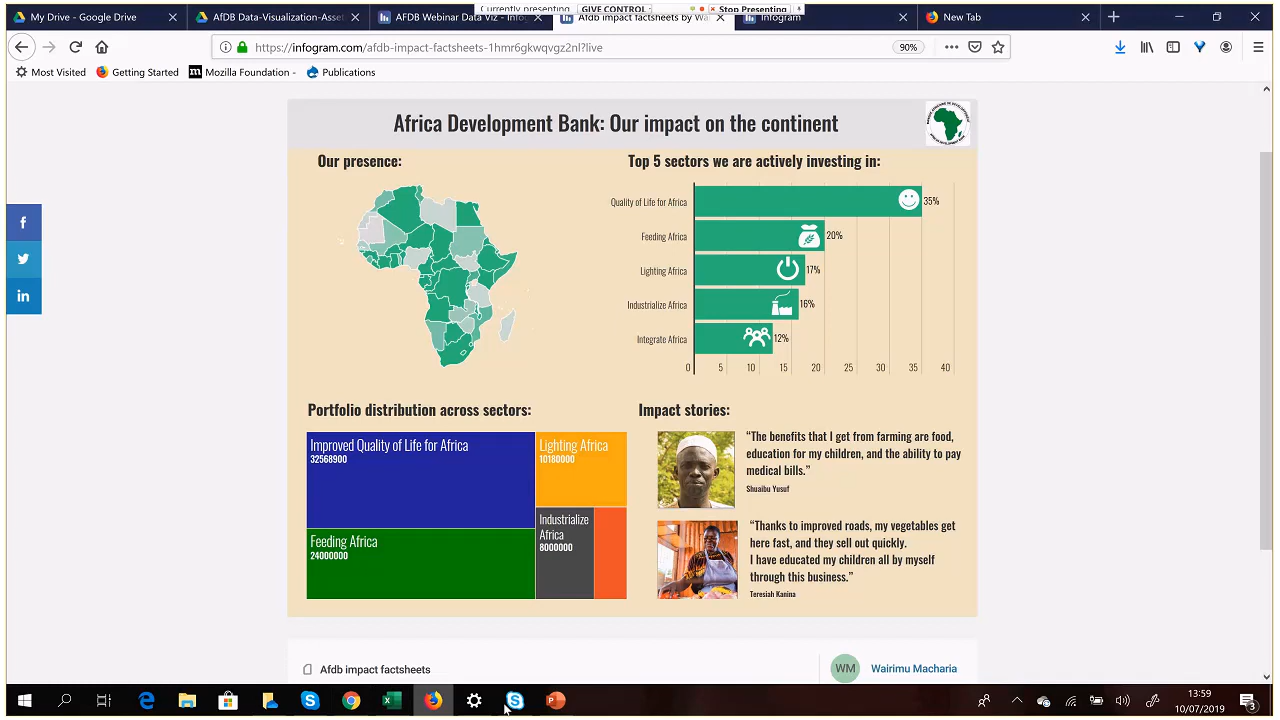 Currently presenting GIVE CONTROL Stop Presenting
My Drive - Google Drive
AfDB Data-Visualization-Asset
AFDB Webinar Data Viz - Infog
Afdb impact factsheets by Wai
Infogram
New Tab
https://infogram.com/afdb-impact-factsheets-1hmr6gkwqvgz2nl?live
90%
Most Visited
Getting Started
Mozilla Foundation -
Publications
Africa Development Bank: Our impact on the continent
Our presence:
Top 5 sectors we are actively investing in:
Quality of Life for Africa
35%
Feeding Africa
20%
Lighting Africa
17%
Industrialize Africa
16%
Integrate Africa
12%
0 5 10 15 20 25 30 35 40
Portfolio distribution across sectors:
Improved Quality of Life for Africa
32568900
Lighting Africa
10180000
Feeding Africa
24000000
Industrialize
Africa
8000000
Impact stories:
“The benefits that I get from farming are food,
education for my children, and the ability to pay
medical bills.”
Shuaibu Yusuf
“Thanks to improved roads, my vegetables get
here fast, and they sell out quickly.
I have educated my children all by myself
through this business.”
Teresiah Kanina
Afdb impact factsheets
WM
Wairimu Macharia
13:59
10/07/2019
3